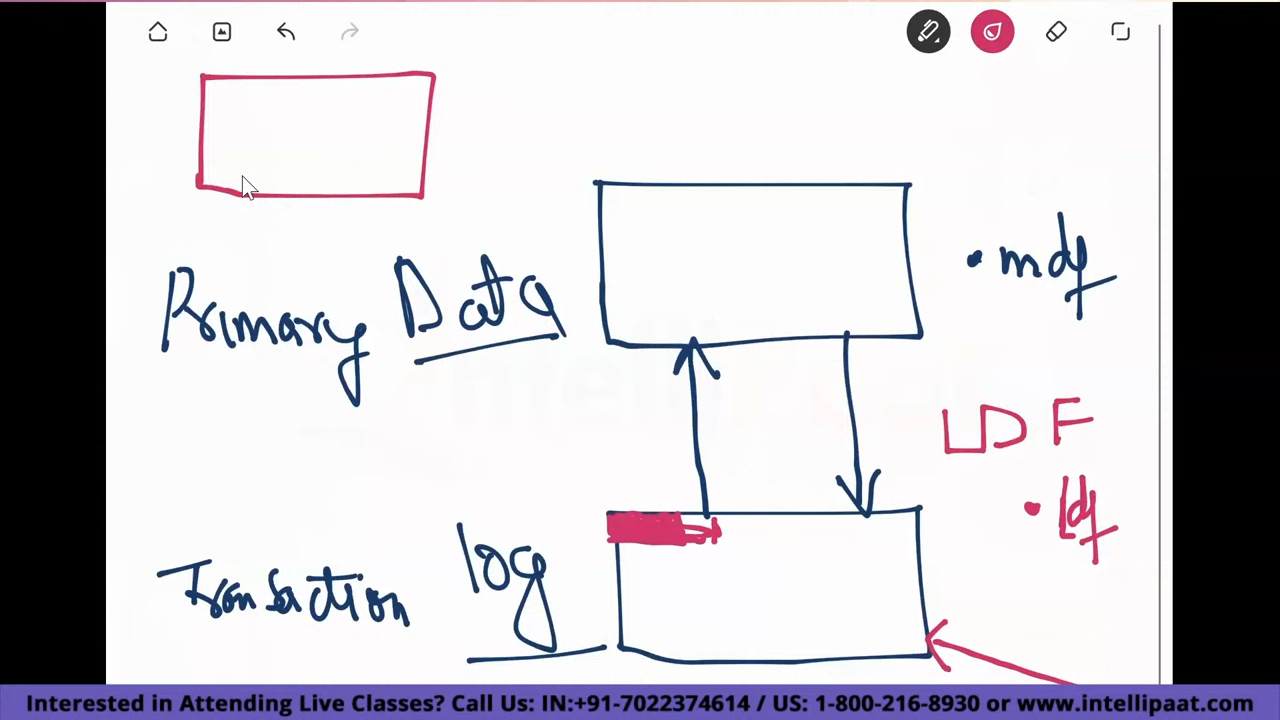 .mdf
Primary Data
LDF
.ldf
Transaction log
Interested in Attending Live Classes? Call Us: IN:+91-7022374614 / US: 1-800-216-8930 or www.intellipaat.com